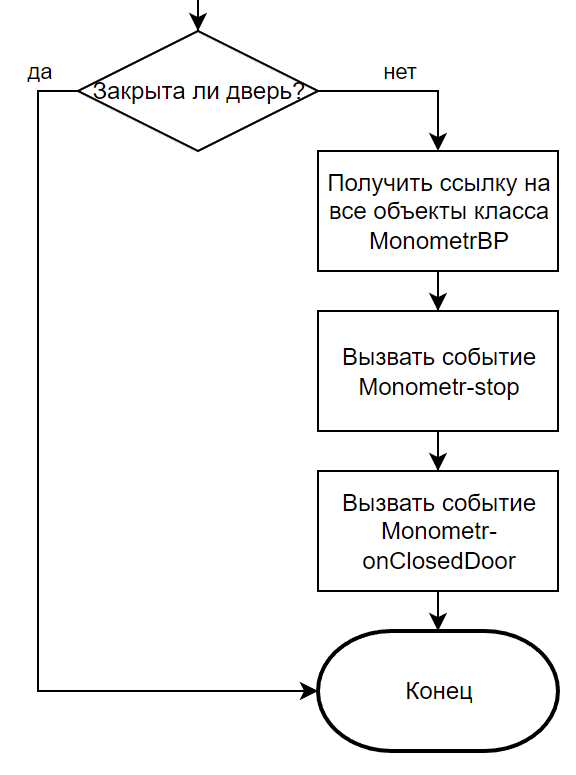 да
нет
Закрыта ли дверь?
Получить ссылку на
все объекты класса
MonometrBP
Вызвать событие
Monometr-stop
Вызвать событие
Monometr-
onClosedDoor
Конец